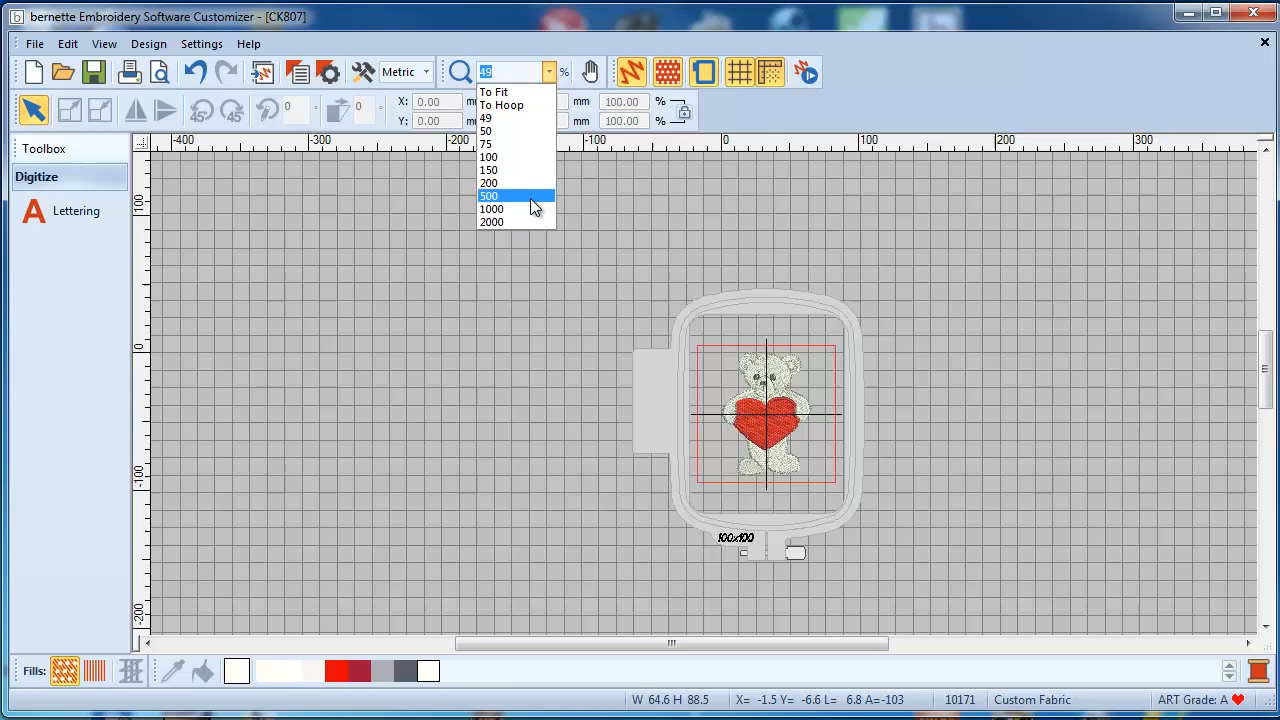 bernette Embroidery Software Customizer - [CK807]
File Edit View Design Settings Help
Metric 49 %
To Fit
To Hoop
49
50
75
100
150
200
500
1000
2000
0 ° 0 °
X: 0.00 mm 100.00 %
Y: 0.00 mm 100.00 %
-400 -300 -200 -100 0 100 200 300
100
0
-100
-200
Toolbox
Digitize
Lettering
100x100
Fills:
W 64.6 H 88.5 X= -1.5 Y= -6.6 L= 6.8 A=-103 10171 Custom Fabric ART Grade: A